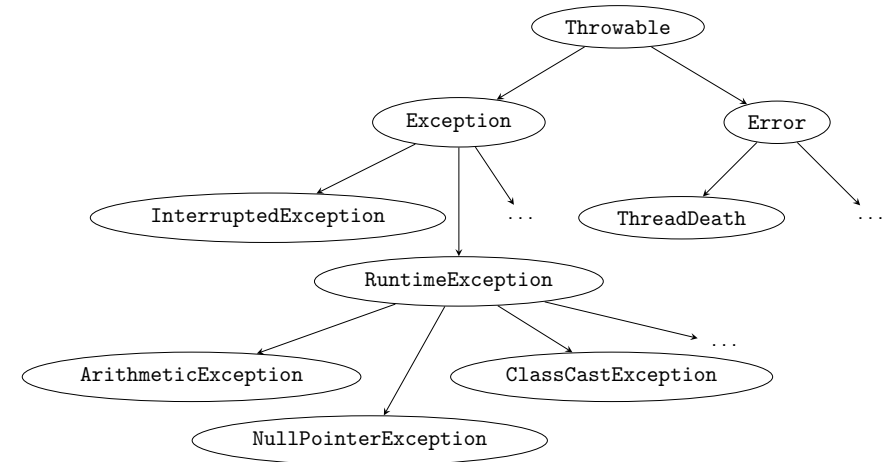 Throwable
Exception
Error
InterruptedException
...
ThreadDeath
...
RuntimeException
...
ArithmeticException
ClassCastException
NullPointerException